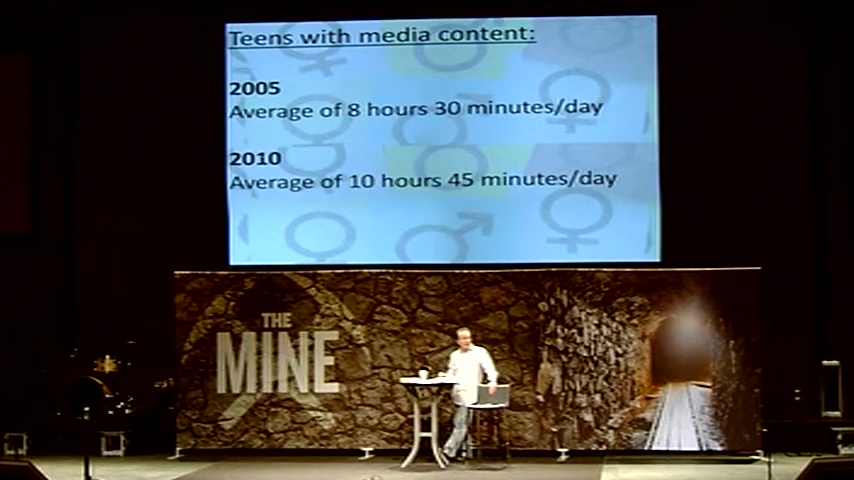 Teens with media content:
2005
Average of 8 hours 30 minutes/day
2010
Average of 10 hours 45 minutes/day
THE
MINE